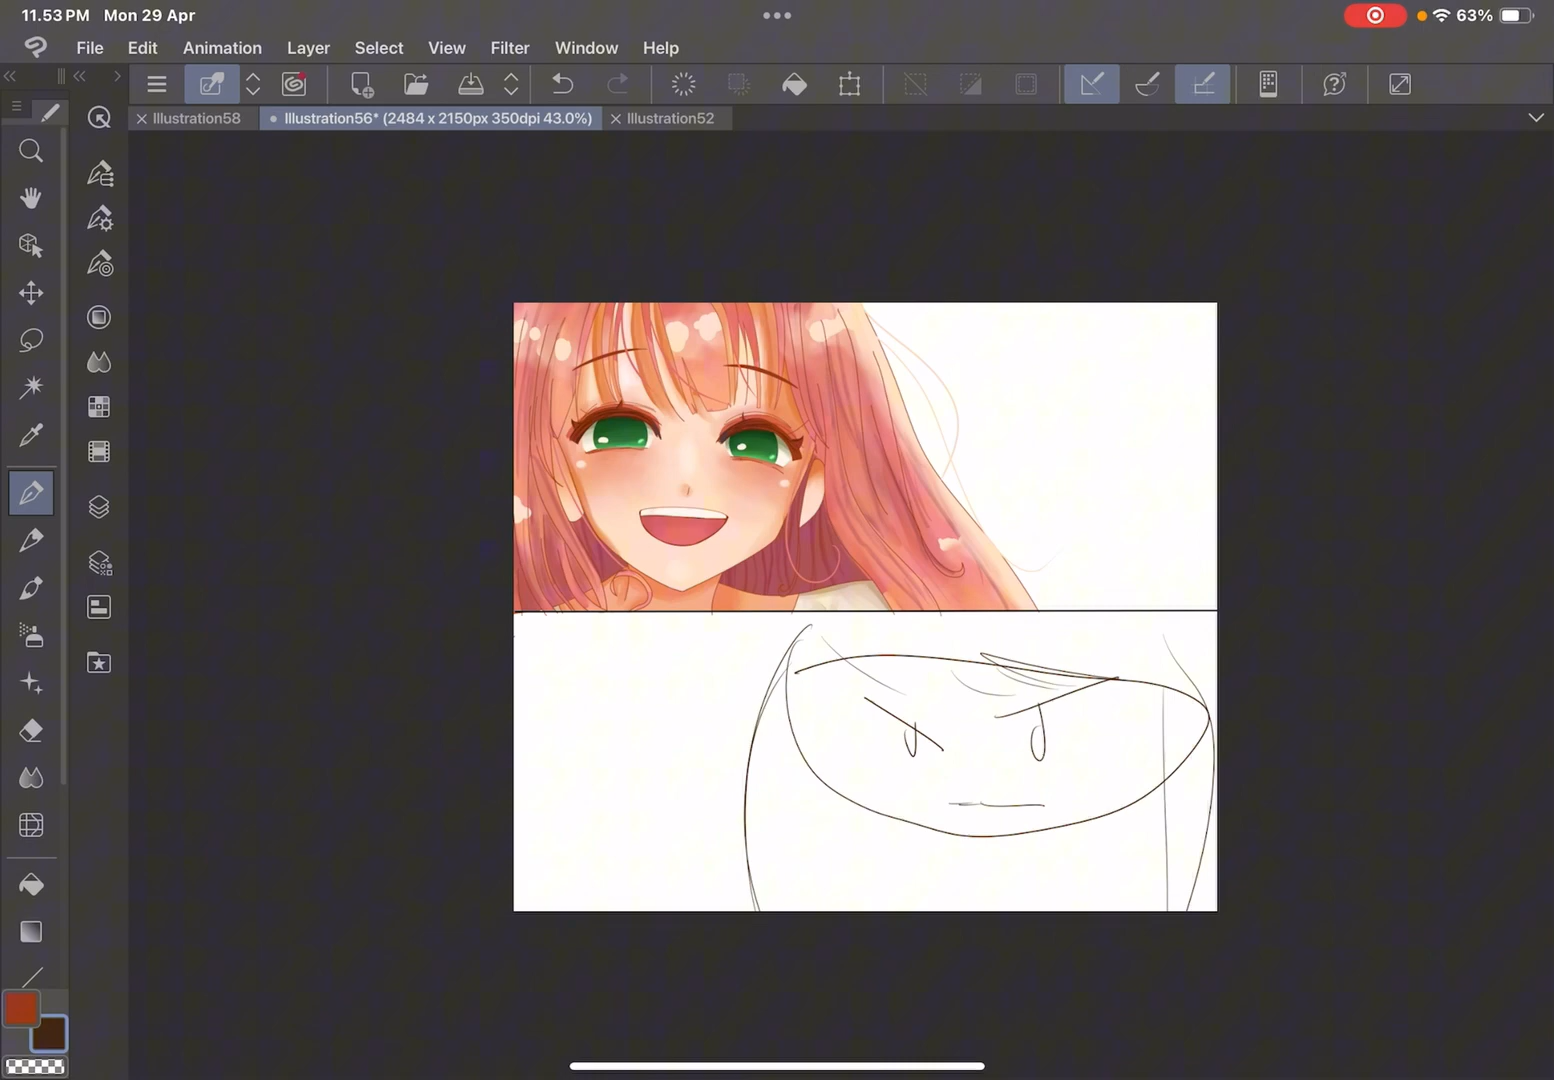 11.53 PM Mon 29 Apr
63%
File Edit Animation Layer Select View Filter Window Help
Illustration58
Illustration56* (2484 x 2150px 350dpi 43.0%)
Illustration52